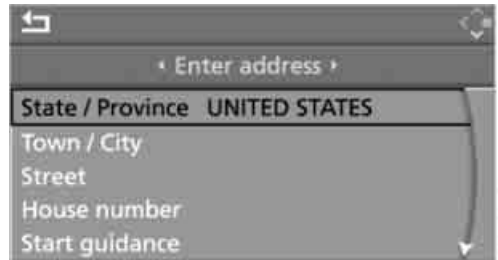 Enter address
State / Province UNITED STATES
Town / City
Street
House number
Start guidance